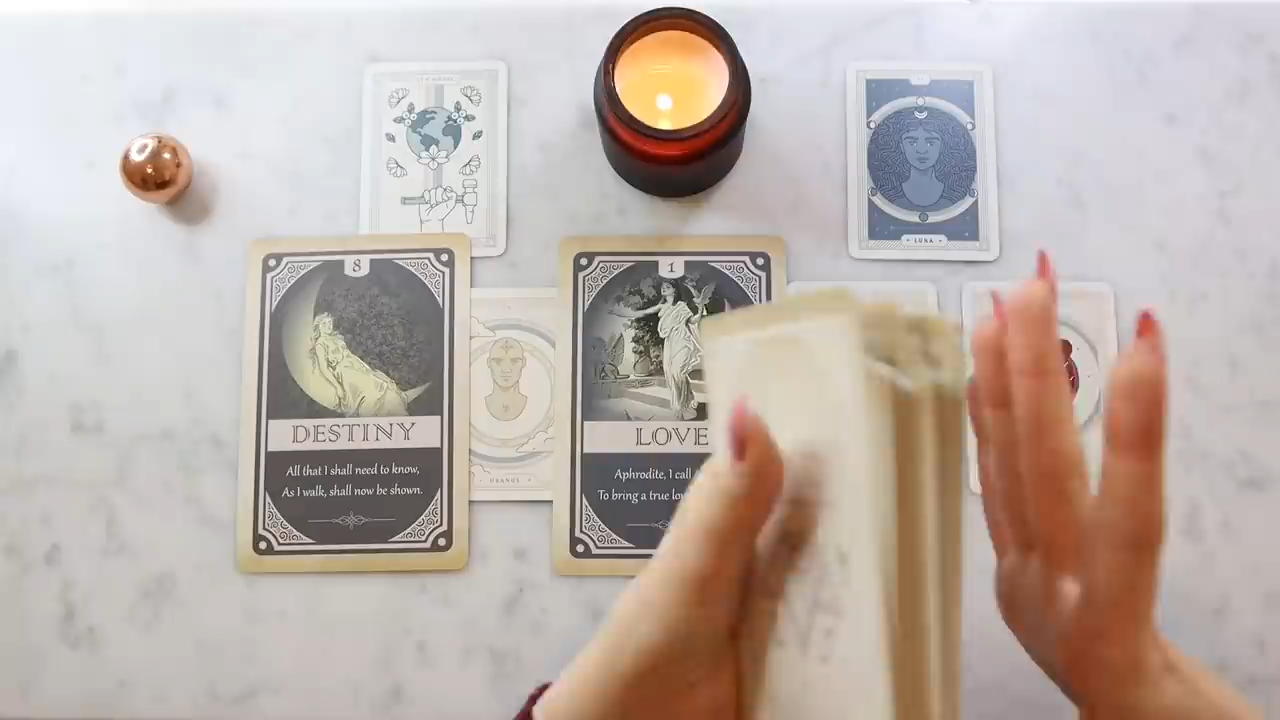 LUNA
8
DESTINY
All that I shall need to know,
As I walk, shall now be shown.
URANUS
1
LOVE
Aphrodite, I call
To bring a true